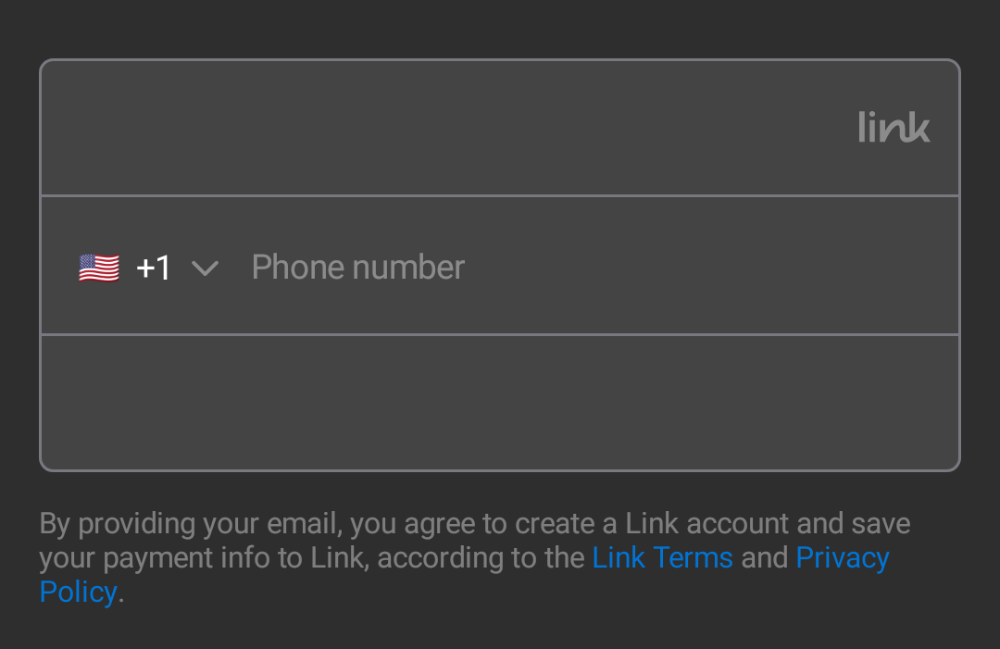 link
+1 Phone number
By providing your email, you agree to create a Link account and save
your payment info to Link, according to the Link Terms and Privacy
Policy.